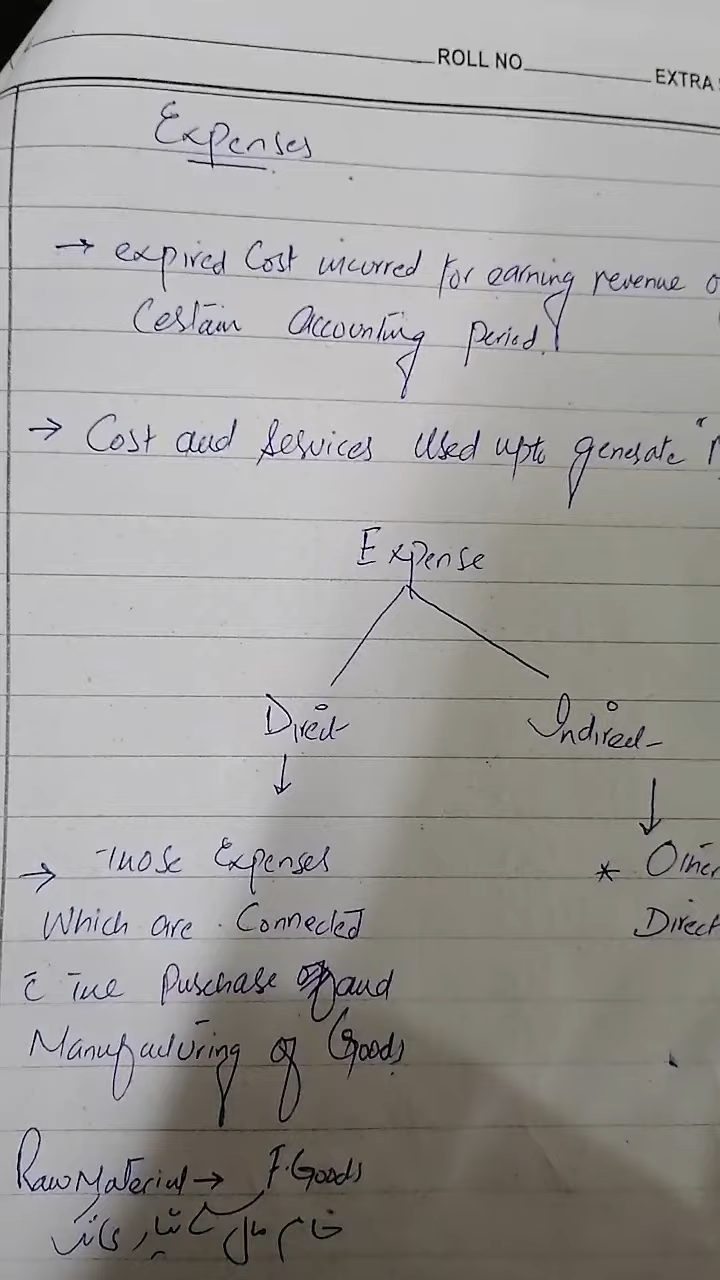 ROLL NO
EXTRA
Expenses
→ expired Cost incurred for earning revenue
Certain Accounting Period.
→ Cost and Services Used upto generate "
Expense
Direct
Indirect
→ Those Expenses
* Other
Which are Connected
Direct
c̄ The Purchase and
Manufacturing of Goods
Raw Material → F.Goods
خام مال تیار